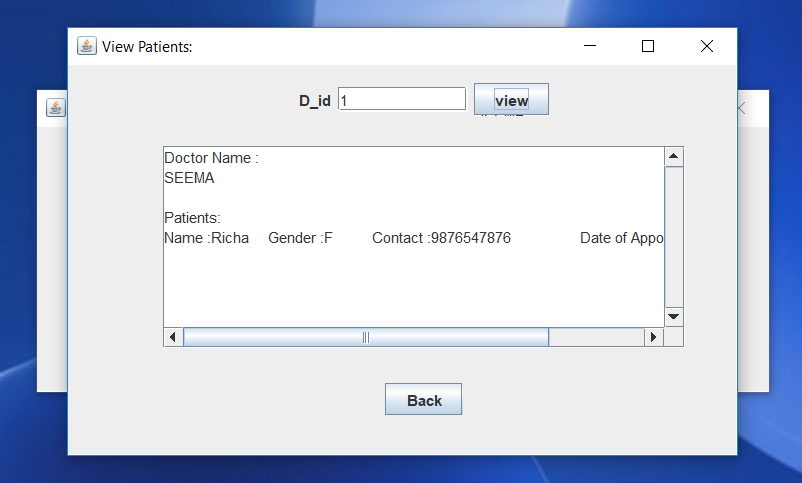 View Patients:
D_id 1 view
Doctor Name :
SEEMA
Patients:
Name :Richa Gender :F Contact :9876547876 Date of Appo
Back